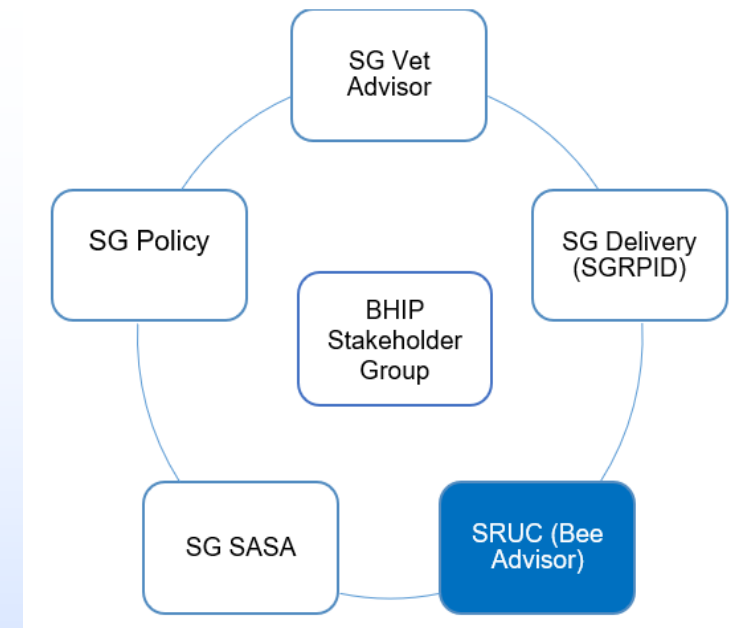 SG Vet
Advisor
SG Policy
SG Delivery
(SGRPID)
BHIP
Stakeholder
Group
SG SASA
SRUC (Bee
Advisor)